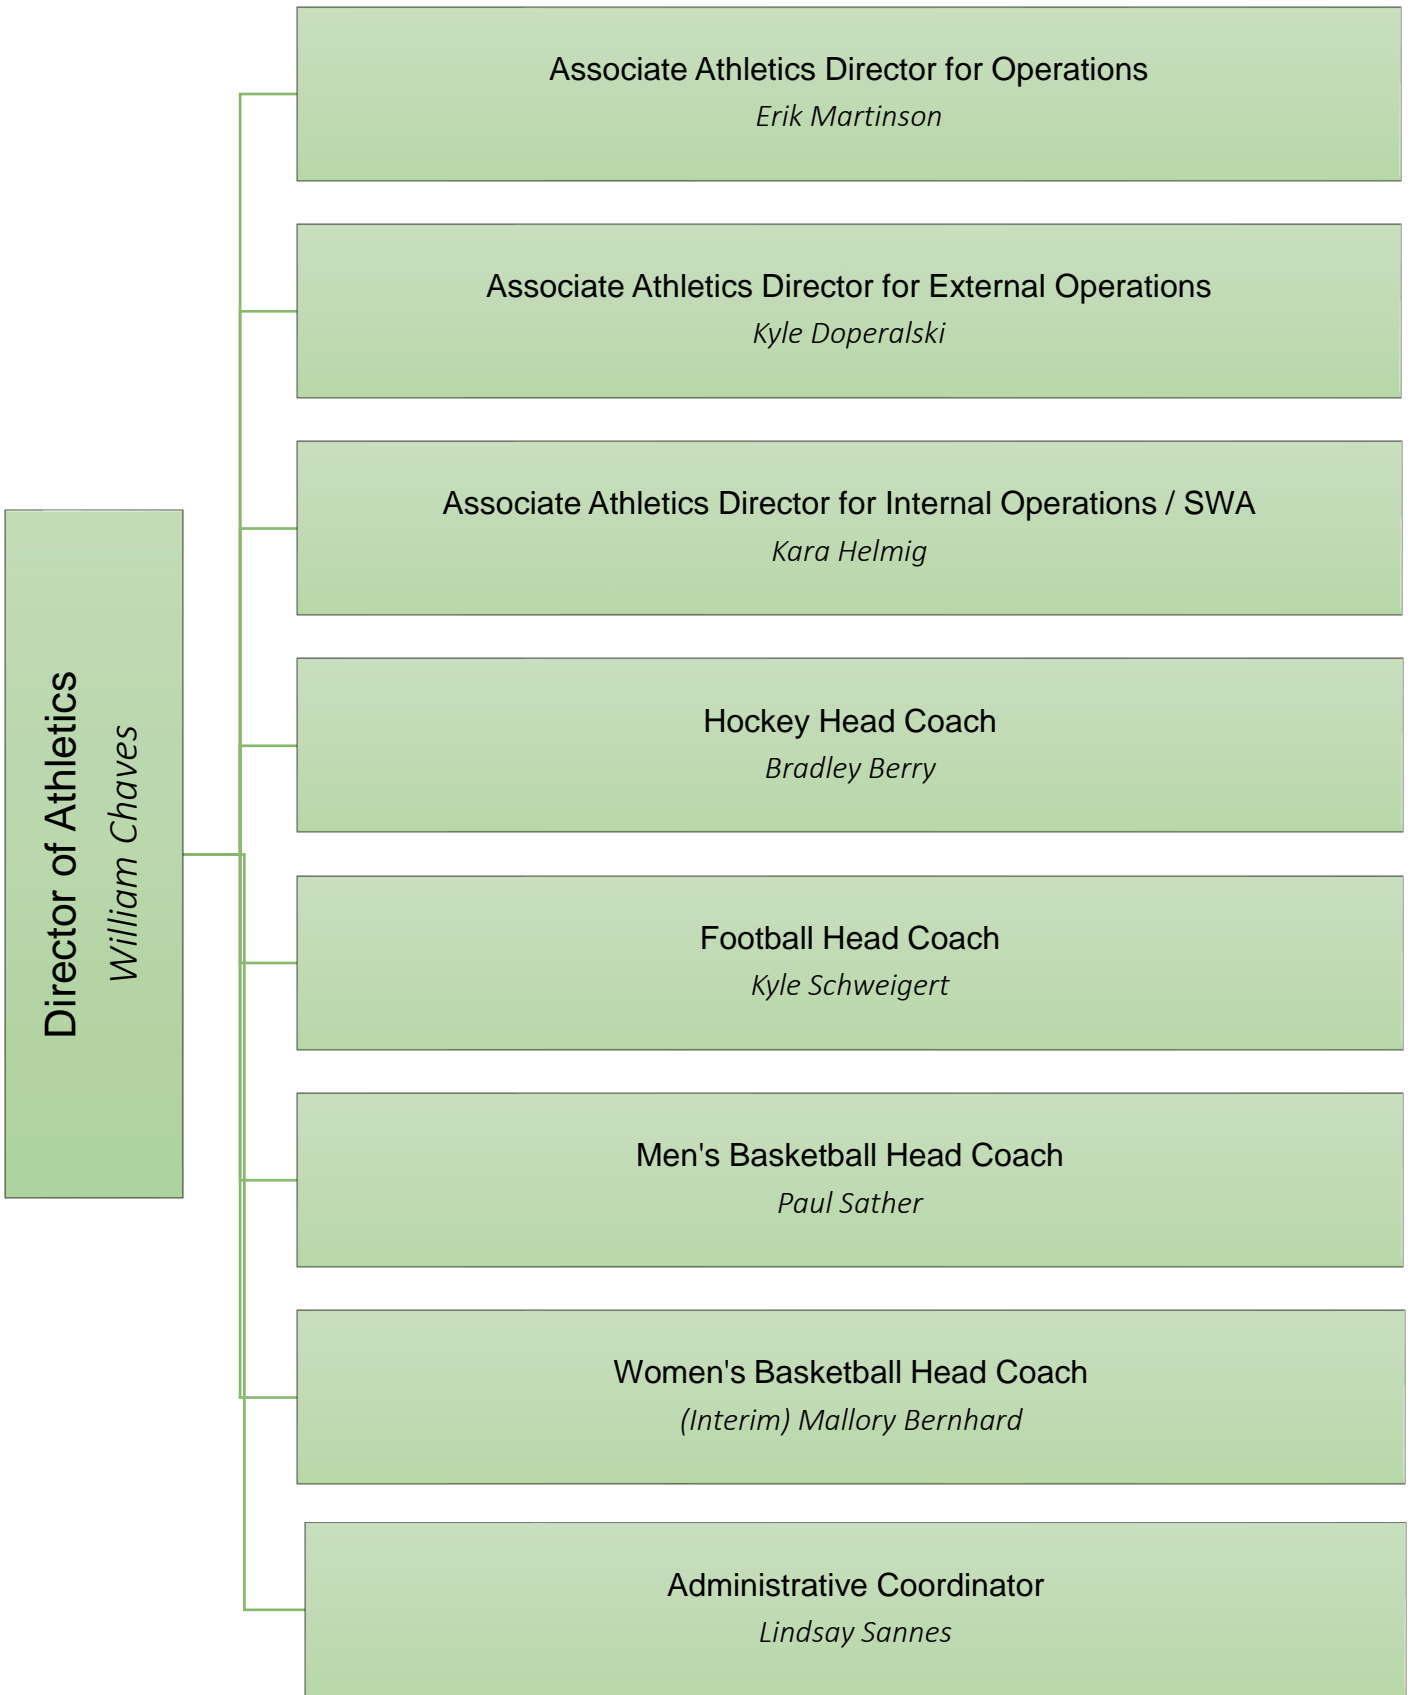 Director of Athletics
William Chaves
Associate Athletics Director for Operations
Erik Martinson
Associate Athletics Director for External Operations
Kyle Doperalski
Associate Athletics Director for Internal Operations / SWA
Kara Helmig
Hockey Head Coach
Bradley Berry
Football Head Coach
Kyle Schweigert
Men's Basketball Head Coach
Paul Sather
Women's Basketball Head Coach
(Interim) Mallory Bernhard
Administrative Coordinator
Lindsay Sannes